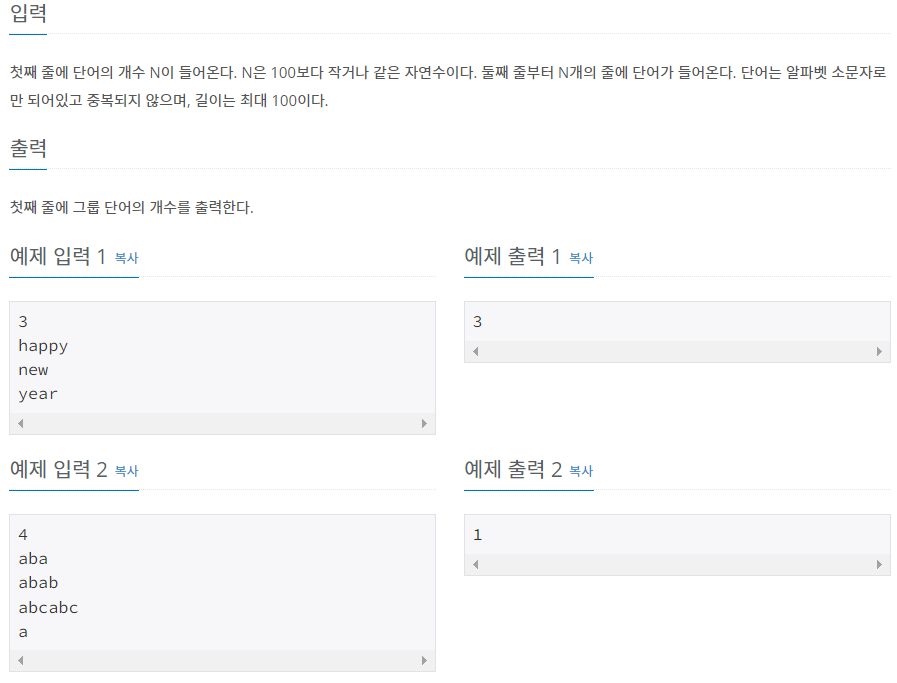 입력
첫째 줄에 단어의 개수 N이 들어온다. N은 100보다 작거나 같은 자연수이다. 둘째 줄부터 N개의 줄에 단어가 들어온다. 단어는 알파벳 소문자로
만 되어있고 중복되지 않으며, 길이는 최대 100이다.
출력
첫째 줄에 그룹 단어의 개수를 출력한다.
예제 입력 1 복사
3
happy
new
year
예제 출력 1 복사
3
예제 입력 2 복사
4
aba
abab
abcabc
a
예제 출력 2 복사
1